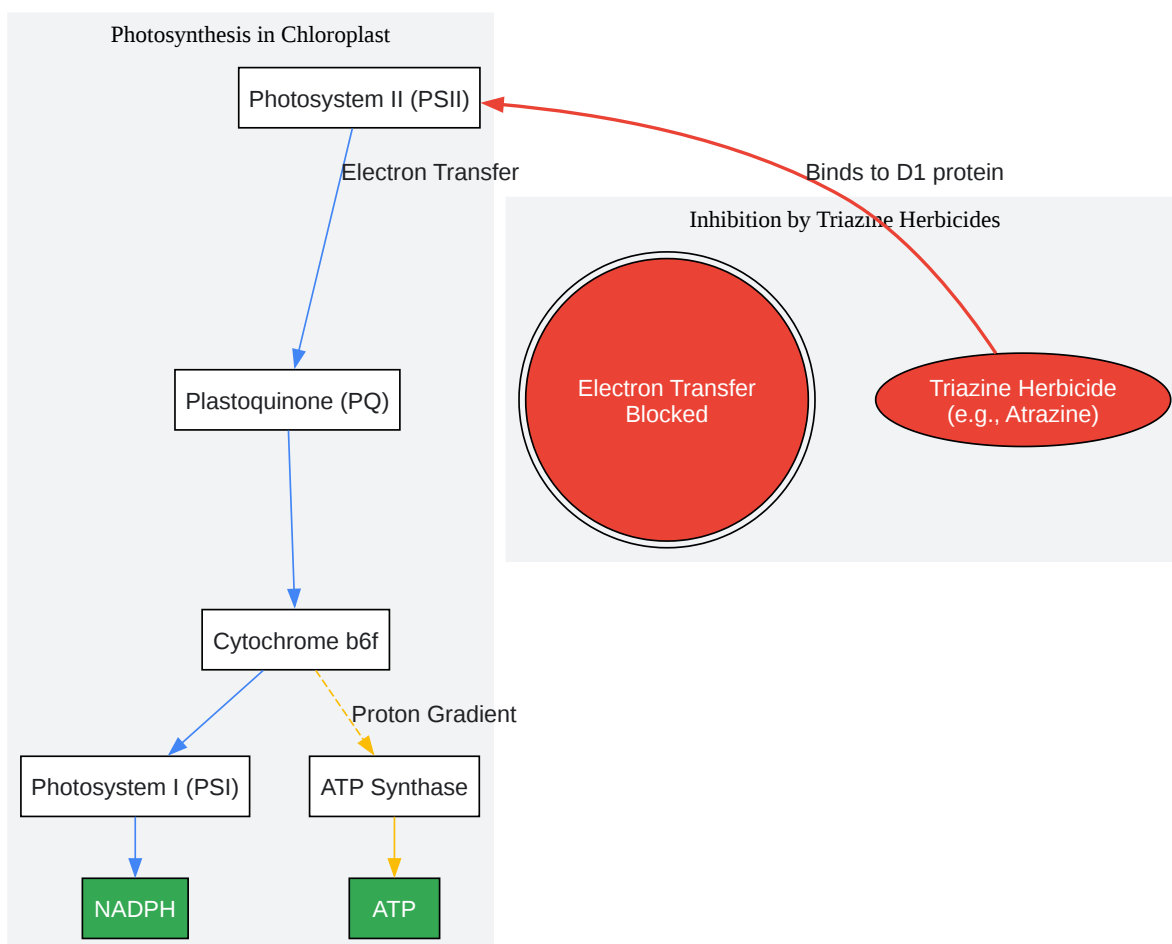 Photosynthesis in Chloroplast
Photosystem II (PSII)
Electron Transfer
Binds to D1 protein
Inhibition by Triazine Herbicides
Electron Transfer
Blocked
Triazine Herbicide
(e.g., Atrazine)
Plastoquinone (PQ)
Cytochrome b6f
Proton Gradient
Photosystem I (PSI)
ATP Synthase
NADPH
ATP